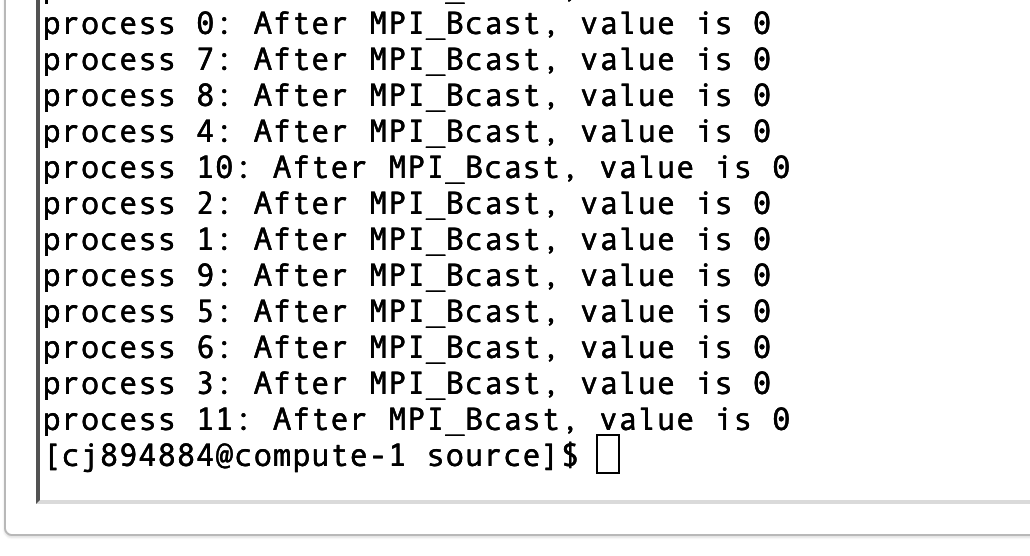 process 0: After MPI_Bcast, value is 0
process 7: After MPI_Bcast, value is 0
process 8: After MPI_Bcast, value is 0
process 4: After MPI_Bcast, value is 0
process 10: After MPI_Bcast, value is 0
process 2: After MPI_Bcast, value is 0
process 1: After MPI_Bcast, value is 0
process 9: After MPI_Bcast, value is 0
process 5: After MPI_Bcast, value is 0
process 6: After MPI_Bcast, value is 0
process 3: After MPI_Bcast, value is 0
process 11: After MPI_Bcast, value is 0
[cj894884@compute-1 source]$